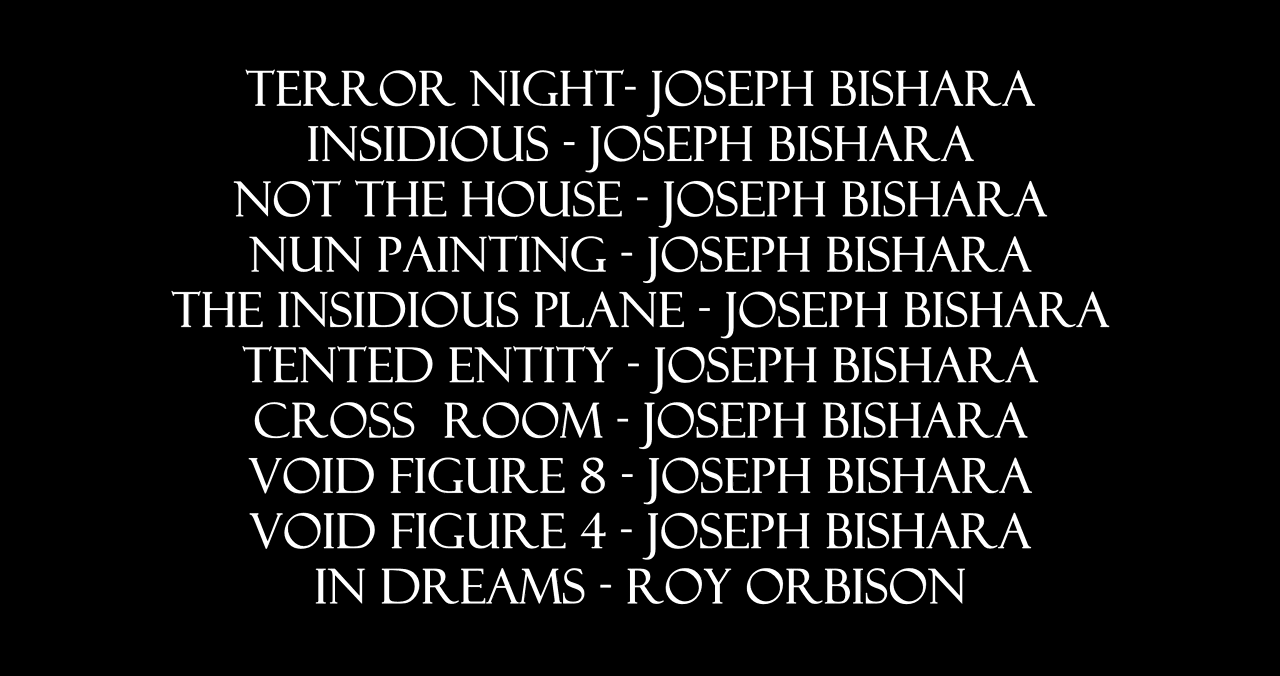 TERROR NIGHT- JOSEPH BISHARA
INSIDIOUS - JOSEPH BISHARA
NOT THE HOUSE - JOSEPH BISHARA
NUN PAINTING - JOSEPH BISHARA
THE INSIDIOUS PLANE - JOSEPH BISHARA
TENTED ENTITY - JOSEPH BISHARA
CROSS  ROOM - JOSEPH BISHARA
VOID FIGURE 8 - JOSEPH BISHARA
VOID FIGURE 4 - JOSEPH BISHARA
IN DREAMS - ROY ORBISON